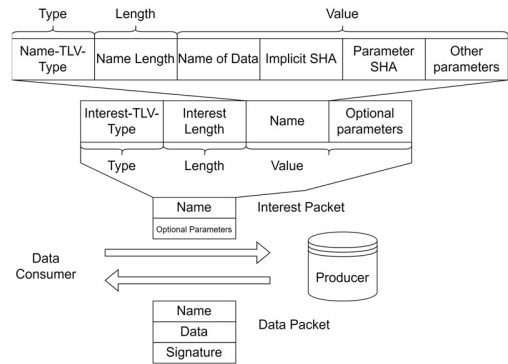 Type Length Value
Name-TLV-
Type
Name Length
Name of Data
Implicit SHA
Parameter
SHA
Other
parameters
Interest-TLV-
Type
Interest
Length
Name
Optional
parameters
Type Length Value
Name
Optional Parameters
Interest Packet
Data
Consumer
Producer
Name
Data
Signature
Data Packet